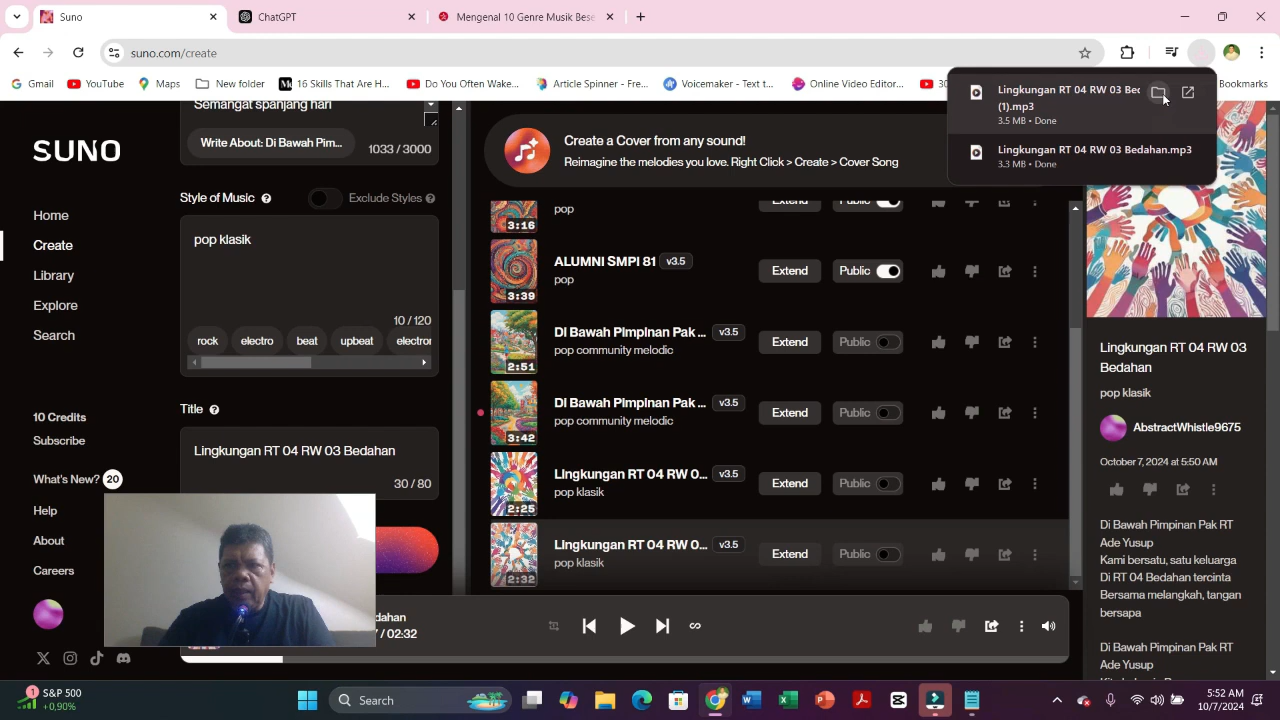 Suno
ChatGPT
Mengenal 10 Genre Musik Bese
suno.com/create
Gmail
YouTube
Maps
New folder
16 Skills That Are H...
Do You Often Wake...
Article Spinner - Fre...
Voicemaker - Text t...
Online Video Editor...
Bookmarks
Lingkungan RT 04 RW 03 Bed
(1).mp3
3.5 MB • Done
Lingkungan RT 04 RW 03 Bedahan.mp3
3.3 MB • Done
SUNO
Home
Create
Library
Explore
Search
10 Credits
Subscribe
What's New? 20
Help
About
Careers
Semangat spanjang hari
Write About: Di Bawah Pim...
1033 / 3000
Style of Music
Exclude Styles
pop klasik
10 / 120
rock
electro
beat
upbeat
electror
Title
Lingkungan RT 04 RW 03 Bedahan
30 / 80
Create a Cover from any sound!
Reimagine the melodies you love. Right Click > Create > Cover Song
3:16
pop
Extend
Public
3:39
ALUMNI SMPI 81 v3.5
pop
Extend
Public
2:51
DI Bawah Pimpinan Pak ... v3.5
pop community melodic
Extend
Public
3:42
DI Bawah Pimpinan Pak ... v3.5
pop community melodic
Extend
Public
2:25
Lingkungan RT 04 RW 0... v3.5
pop klasik
Extend
Public
2:32
Lingkungan RT 04 RW 0... v3.5
pop klasik
Extend
Public
dahan
/ 02:32
Lingkungan RT 04 RW 03
Bedahan
pop klasik
AbstractWhistle9675
October 7, 2024 at 5:50 AM
Di Bawah Pimpinan Pak RT
Ade Yusup
Kami bersatu, satu keluarga
Di RT 04 Bedahan tercinta
Bersama melangkah, tangan
bersapa
Di Bawah Pimpinan Pak RT
Ade Yusup
S&P 500
+0,90%
1
Search
5:52 AM
10/7/2024